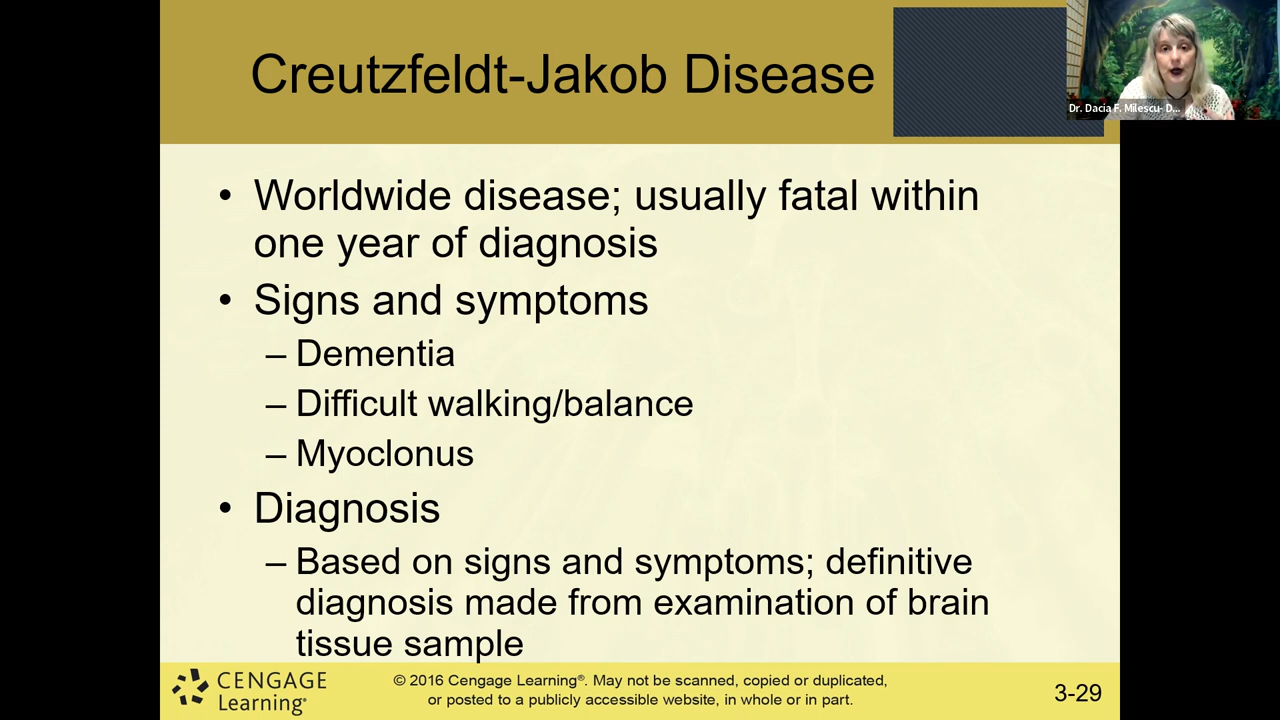 Creutzfeldt-Jakob Disease
Dr. Dacia F. Milescu- D...
• Worldwide disease; usually fatal within
one year of diagnosis
• Signs and symptoms
– Dementia
– Difficult walking/balance
– Myoclonus
• Diagnosis
– Based on signs and symptoms; definitive
diagnosis made from examination of brain
tissue sample
CENGAGE
Learning®
© 2016 Cengage Learning®. May not be scanned, copied or duplicated,
or posted to a publicly accessible website, in whole or in part.
3-29